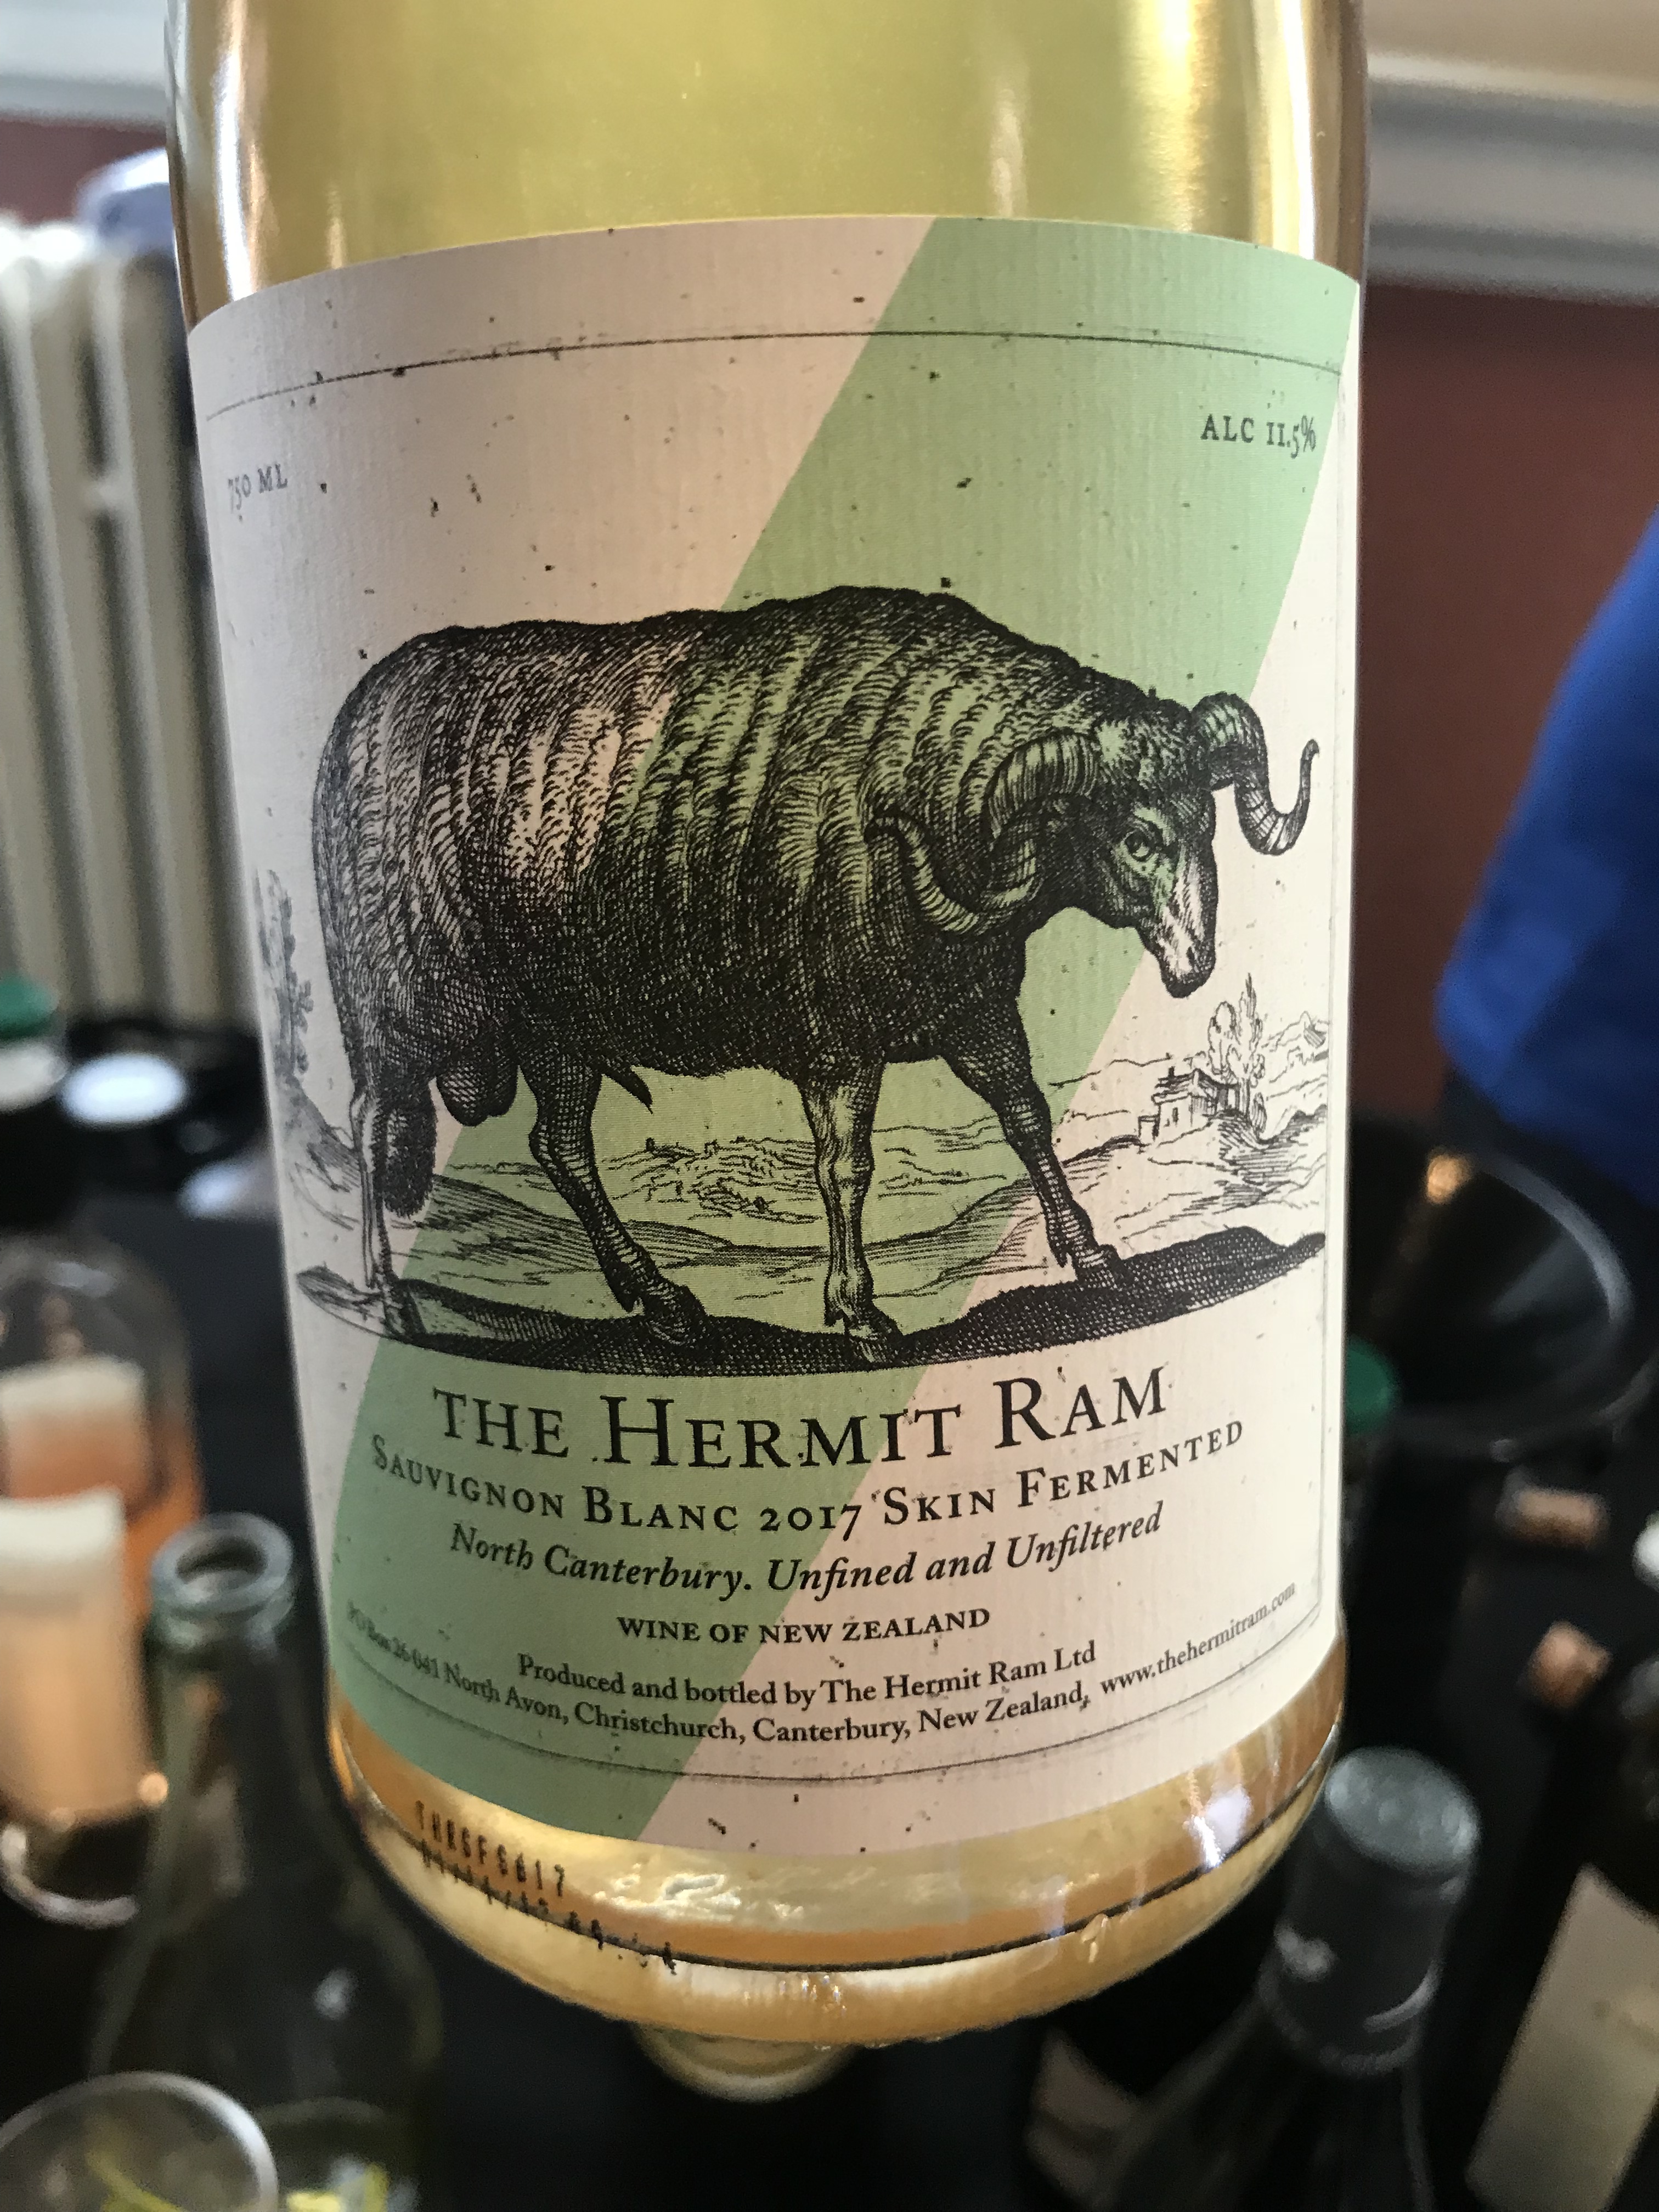 750 ML
ALC 11.5%
THE HERMIT RAM
SAUVIGNON BLANC 2017 SKIN FERMENTED
North Canterbury. Unfined and Unfiltered
WINE OF NEW ZEALAND
Produced and bottled by The Hermit Ram Ltd
PO Box 26-041 North Avon, Christchurch, Canterbury, New Zealand, www.thehermitram.com